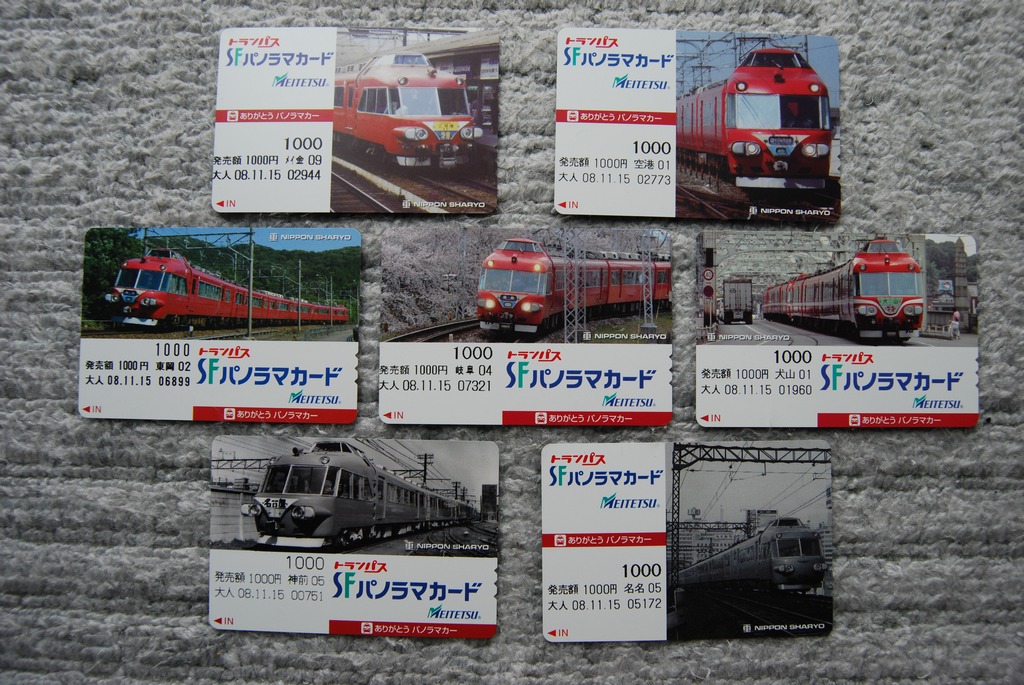 トランパス
SFパノラマカード
MEITETSU
ありがとう パノラマカー
1000
発売額 1000円 メイ金 09
大人 08.11.15 02944
◀IN
NIPPON SHARYO
トランパス
SFパノラマカード
MEITETSU
ありがとう パノラマカー
1000
発売額 1000円 空港 01
大人 08.11.15 02773
◀IN
NIPPON SHARYO
NIPPON SHARYO
1000
トランパス
発売額 1000円 東岡 02
SFパノラマカード
大人 08.11.15 06899
MEITETSU
◀IN
ありがとう パノラマカー
NIPPON SHARYO
1000
トランパス
発売額 1000円 岐阜 04
SFパノラマカード
大人 08.11.15 07321
MEITETSU
◀IN
ありがとう パノラマカー
NIPPON SHARYO
1000
トランパス
発売額 1000円 犬山 01
SFパノラマカード
大人 08.11.15 01960
MEITETSU
◀IN
ありがとう パノラマカー
名古屋
NIPPON SHARYO
1000
トランパス
発売額 1000円 神前 05
SFパノラマカード
大人 08.11.15 00751
MEITETSU
◀IN
ありがとう パノラマカー
トランパス
SFパノラマカード
MEITETSU
ありがとう パノラマカー
1000
発売額 1000円 名名 05
大人 08.11.15 05172
◀IN
NIPPON SHARYO